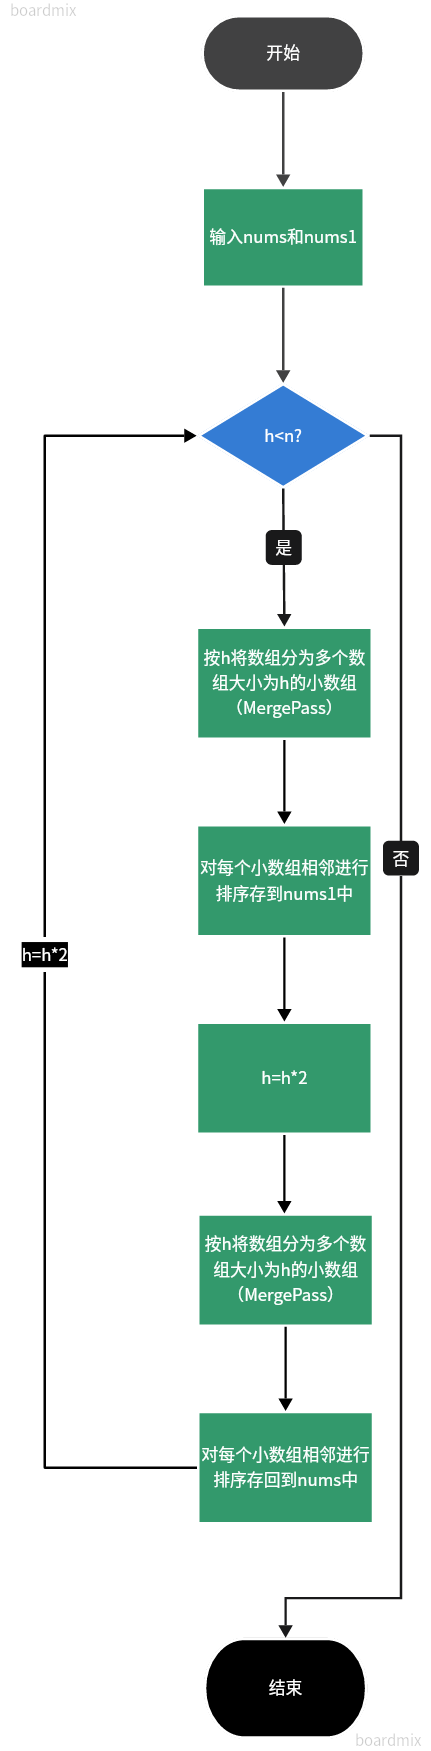 boardmix
开始
输入nums和nums1
h<n?
是
按h将数组分为多个数
组大小为h的小数组
（MergePass）
对每个小数组相邻进行
排序存到nums1中
否
h=h*2
h=h*2
按h将数组分为多个数
组大小为h的小数组
（MergePass）
对每个小数组相邻进行
排序存回到nums中
结束
boardmix